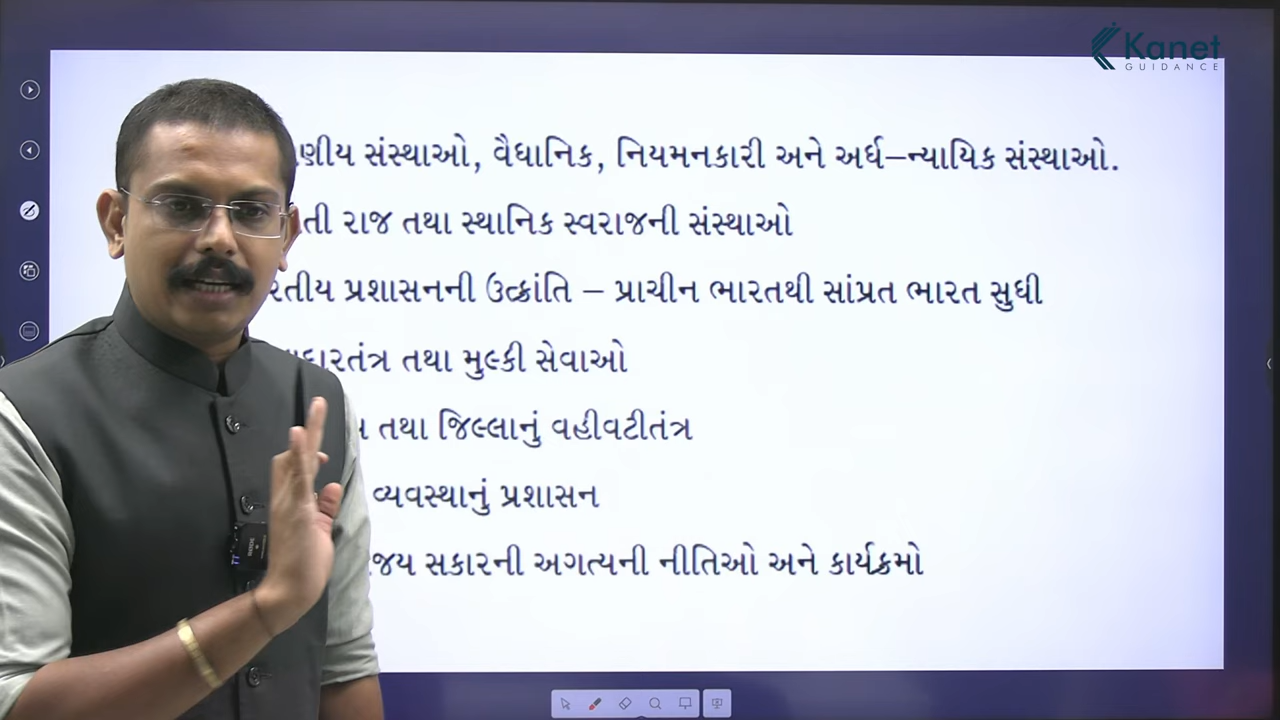 Kanet
GUIDANCE
સંસ્થાઓ, વૈધાનિક, નિયમનકારી અને અર્ધ–ન્યાયિક સંસ્થાઓ.
રાજ તથા સ્થાનિક સ્વરાજની સંસ્થાઓ
પ્રશાસનની ઉત્ક્રાંતિ – પ્રાચીન ભારતથી સાંપ્રત ભારત સુધી
તથા મુલ્કી સેવાઓ
તથા જિલ્લાનું વહીવટીતંત્ર
વ્યવસ્થાનું પ્રશાસન
સકારની અગત્યની નીતિઓ અને કાર્યક્રમો